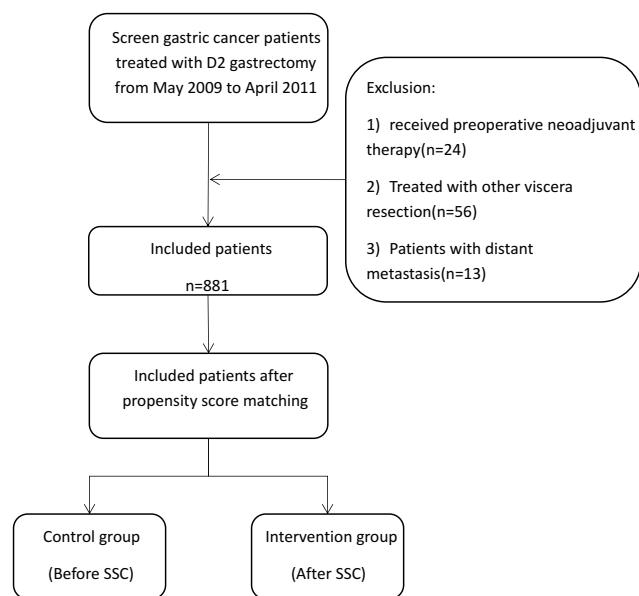 Screen gastric cancer patients
treated with D2 gastrectomy
from May 2009 to April 2011
Exclusion:
1) received preoperative neoadjuvant
therapy(n=24)
2) Treated with other viscera
resection(n=56)
3) Patients with distant
metastasis(n=13)
Included patients
n=881
Included patients after
propensity score matching
Control group
(Before SSC)
Intervention group
(After SSC)